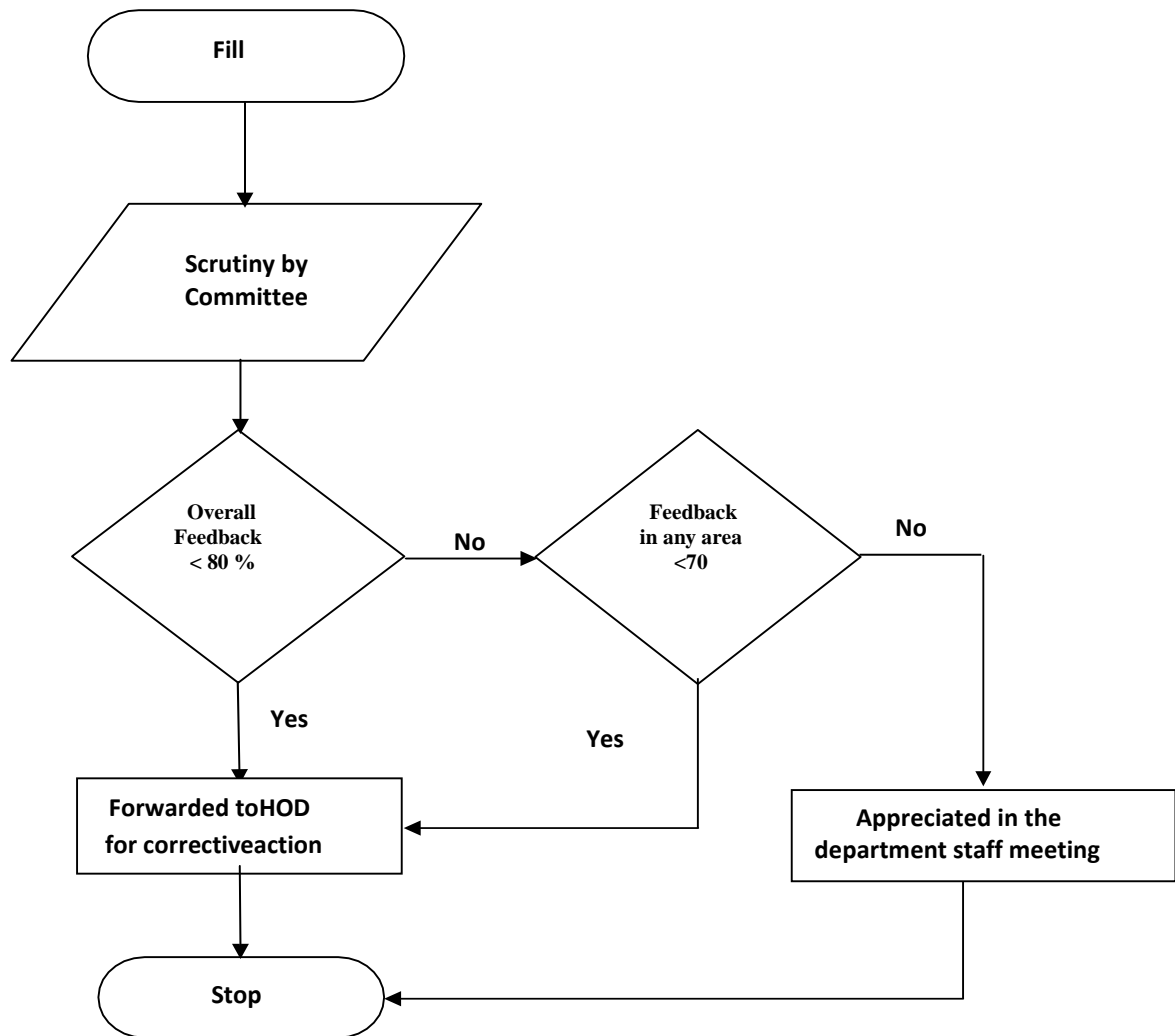 Fill
Scrutiny by
Committee
Overall
Feedback
< 80 %
No
Feedback
in any area
<70
No
Yes
Yes
Forwarded toHOD
for correctiveaction
Appreciated in the
department staff meeting
Stop